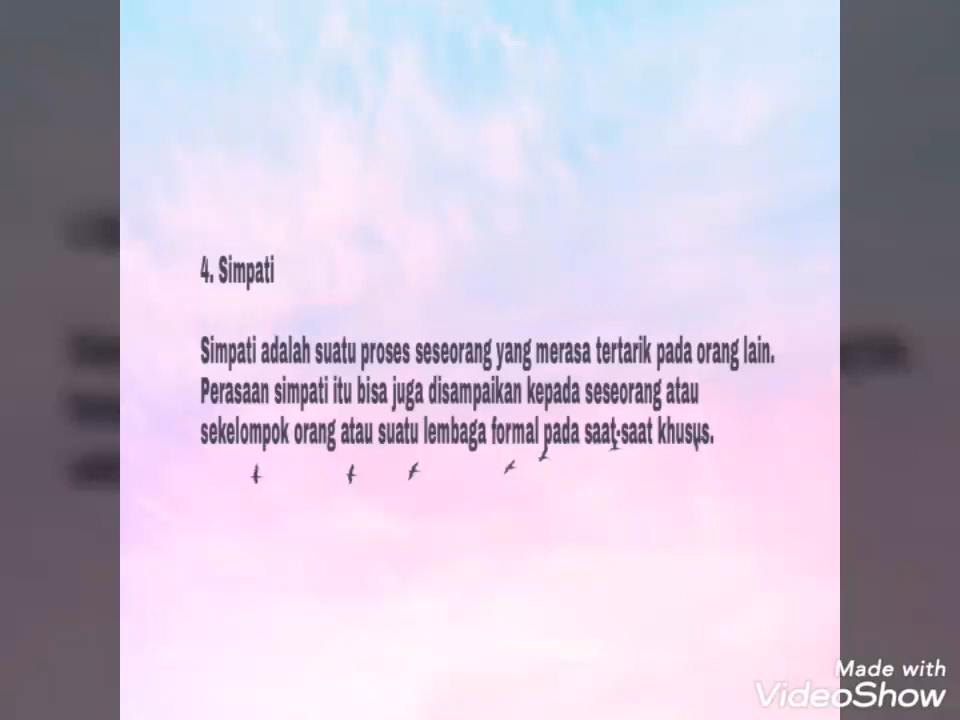 4. Simpati
Simpati adalah suatu proses seseorang yang merasa tertarik pada orang lain.
Perasaan simpati itu bisa juga disampaikan kepada seseorang atau
sekelompok orang atau suatu lembaga formal pada saat-saat khusus.
Made with
VideoShow